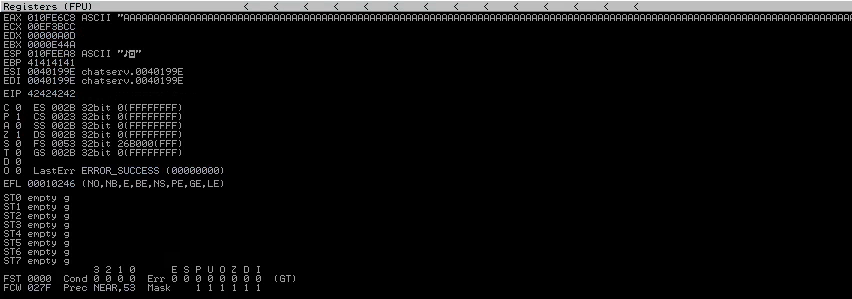 Registers (FPU) < < < < < < < < < < < < < <
EAX 010FE6C8 ASCII "AAAAAAAAAAAAAAAAAAAAAAAAAAAAAAAAAAAAAAAAAAAAAAAAAAAAAAAAAAAAAAAAAAAAAAAAAAAAAAAAAAAAAAAAAAAAAAAAAAAAAAAAAAAAAAAAAAAAAAAA
ECX 00EF3BCC
EDX 00000A0D
EBX 0000E44A
ESP 010FEEA8 ASCII "♪◘"
EBP 41414141
ESI 0040199E chatserv.0040199E
EDI 0040199E chatserv.0040199E
EIP 42424242
C 0 ES 002B 32bit 0(FFFFFFFF)
P 1 CS 0023 32bit 0(FFFFFFFF)
A 0 SS 002B 32bit 0(FFFFFFFF)
Z 1 DS 002B 32bit 0(FFFFFFFF)
S 0 FS 0053 32bit 26B000(FFF)
T 0 GS 002B 32bit 0(FFFFFFFF)
D 0
O 0 LastErr ERROR_SUCCESS (00000000)
EFL 00010246 (NO,NB,E,BE,NS,PE,GE,LE)
ST0 empty g
ST1 empty g
ST2 empty g
ST3 empty g
ST4 empty g
ST5 empty g
ST6 empty g
ST7 empty g
3 2 1 0 E S P U O Z D I
FST 0000 Cond 0 0 0 0 Err 0 0 0 0 0 0 0 0 (GT)
FCW 027F Prec NEAR,53 Mask 1 1 1 1 1 1